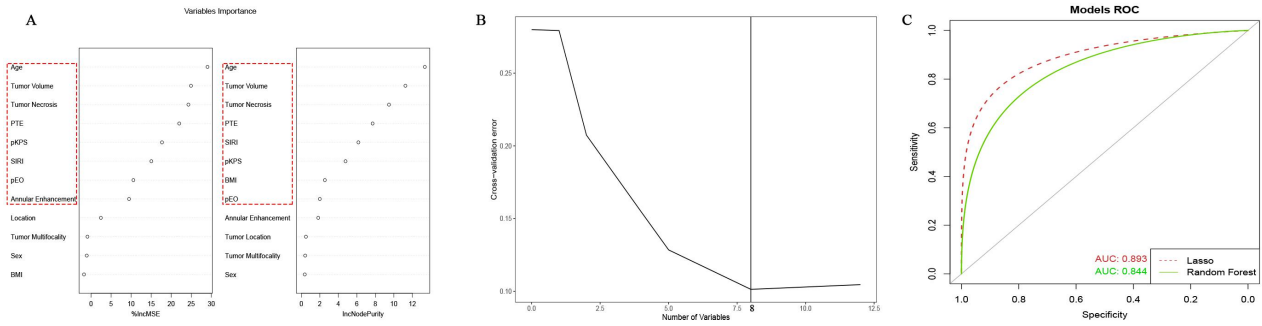 Variables Importance
A
Age
Tumor Volume
Tumor Necrosis
PTE
pKPS
SIRI
pEO
Annular Enhancement
Location
Tumor Multifocality
Sex
BMI
0 5 10 15 20 25 30
%IncMSE
Age
Tumor Volume
Tumor Necrosis
PTE
SIRI
pKPS
BMI
pEO
Annular Enhancement
Tumor Location
Tumor Multifocality
Sex
0 2 4 6 8 10 12
IncNodePurity
B
Cross-validation error
0.25
0.20
0.15
0.10
0.0 2.5 5.0 7.5 8 10.0 12.5
Number of Variables
C
Models ROC
Sensitivity
1.0
0.8
0.6
0.4
0.2
0.0
AUC: 0.893
AUC: 0.844
Lasso
Random Forest
1.0 0.8 0.6 0.4 0.2 0.0
Specificity